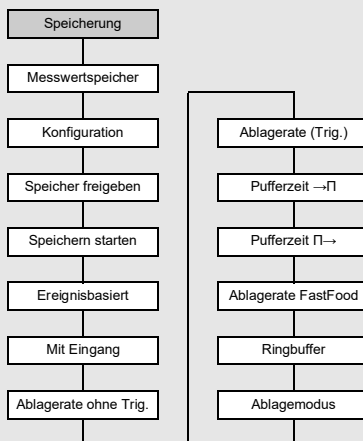 Speicherung
Messwertspeicher
Konfiguration
Speicher freigeben
Speichern starten
Ereignisbasiert
Mit Eingang
Ablagerate ohne Trig.
Ablagerate (Trig.)
Pufferzeit →Π
Pufferzeit Π→
Ablagerate FastFood
Ringbuffer
Ablagemodus